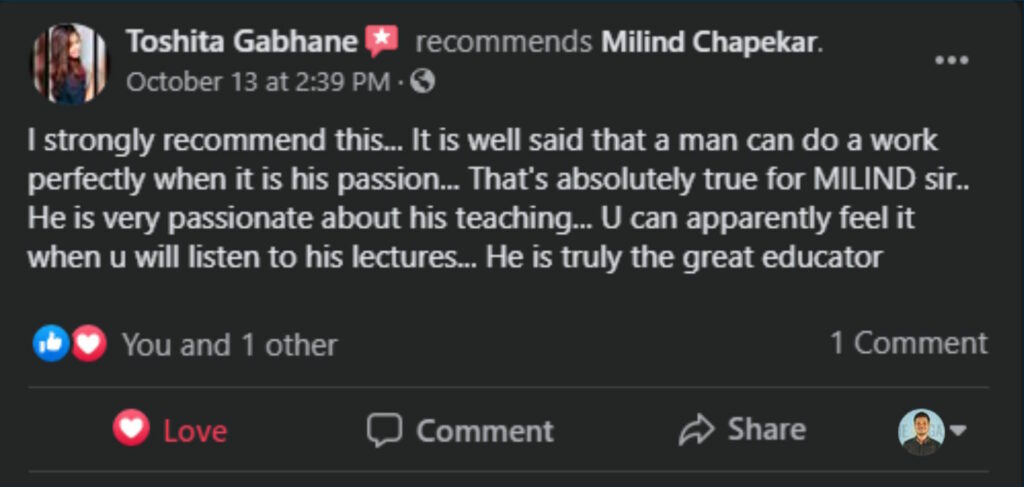 Toshita Gabhane recommends Milind Chapekar.
October 13 at 2:39 PM ·
I strongly recommend this... It is well said that a man can do a work
perfectly when it is his passion... That's absolutely true for MILIND sir..
He is very passionate about his teaching... U can apparently feel it
when u will listen to his lectures... He is truly the great educator
You and 1 other 1 Comment
Love Comment Share